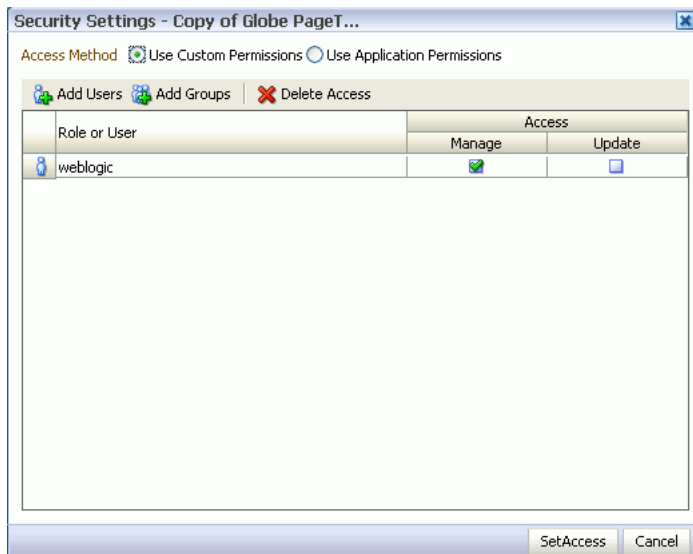 Security Settings - Copy of Globe PageT...
Access Method Use Custom Permissions Use Application Permissions
Add Users Add Groups Delete Access
Role or User
Access
Manage Update
weblogic
SetAccess Cancel